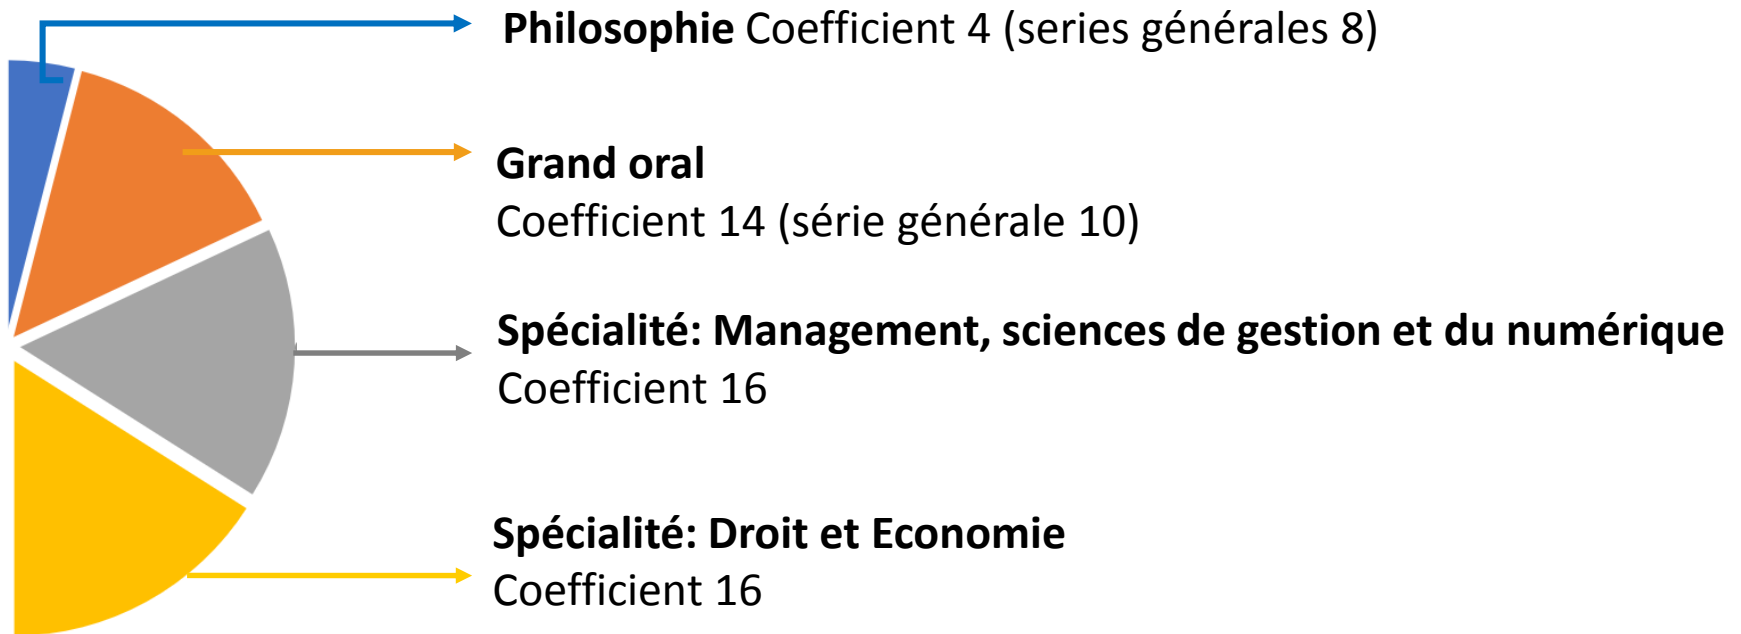 Philosophie Coefficient 4 (series générales 8)
Grand oral
Coefficient 14 (série générale 10)
Spécialité: Management, sciences de gestion et du numérique
Coefficient 16
Spécialité: Droit et Economie
Coefficient 16